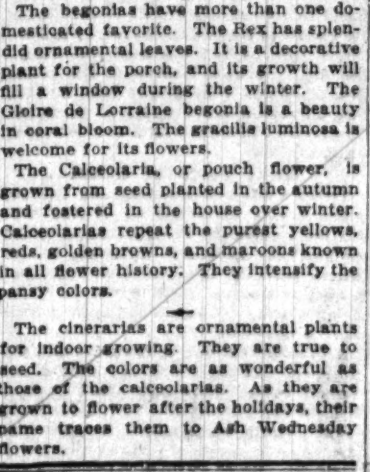 The begonias have more than one do-
mesticated favorite. The Rex has splen-
did ornamental leaves. It is a decorative
plant for the porch, and its growth will
fill a window during the winter. The
Gloire de Lorraine begonia is a beauty
in coral bloom. The gracilis luminosa is
welcome for its flowers.
The Calceolaria, or pouch flower, is
grown from seed planted in the autumn
and fostered in the house over winter.
Calceolarias repeat the purest yellows,
reds, golden browns, and maroons known
in all flower history. They intensify the
pansy colors.
The cinerarias are ornamental plants
for indoor growing. They are true to
seed. The colors are as wonderful as
those of the calceolarias. As they are
grown to flower after the holidays, their
name traces them to Ash Wednesday
flowers.